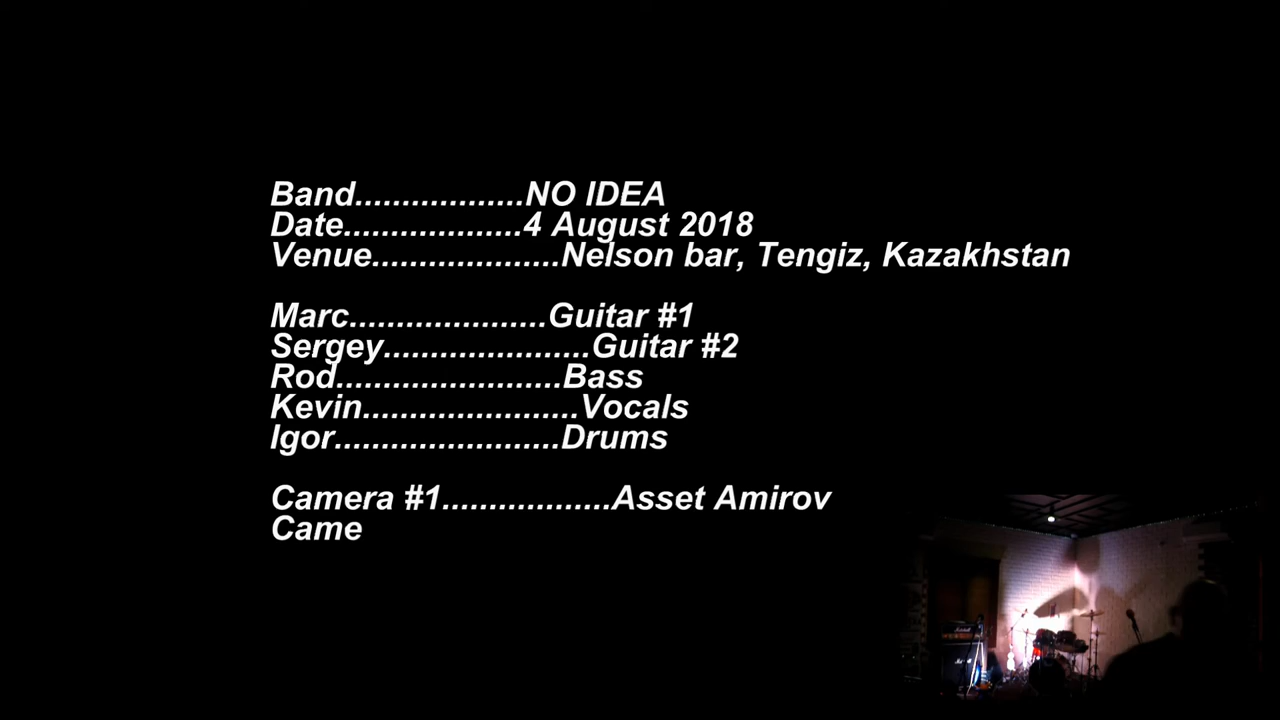 Band..................NO IDEA
Date...................4 August 2018
Venue....................Nelson bar, Tengiz, Kazakhstan
Marc.....................Guitar #1
Sergey......................Guitar #2
Rod........................Bass
Kevin.......................Vocals
Igor........................Drums
Camera #1..................Asset Amirov
Came